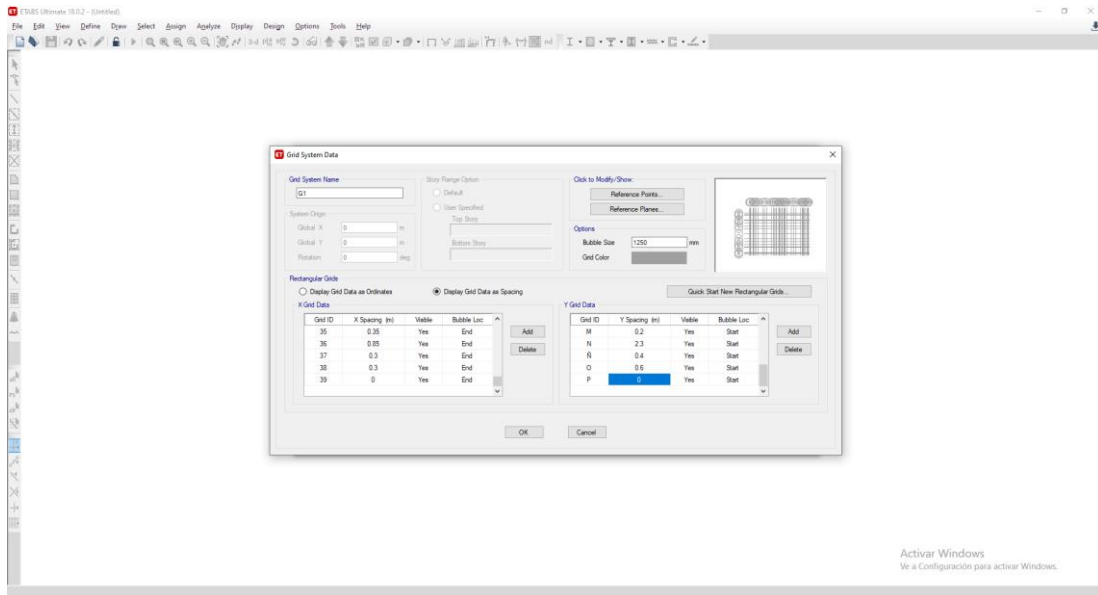 ETABS Ultimate 18.0.2 - (Untitled)
File Edit View Define Draw Select Assign Analyze Display Design Options Tools Help
Grid System Data
Grid System Name
G1
System Origin
Global X 0 m
Global Y 0 m
Rotation 0 deg
Story Range Option
Default
User Specified
Top Story
Bottom Story
Click to Modify/Show:
Reference Points...
Reference Planes...
Options
Bubble Size 1250 mm
Grid Color
Rectangular Grids
Display Grid Data as Ordinates Display Grid Data as Spacing Quick Start New Rectangular Grids...
X Grid Data
Grid ID X Spacing (m) Visible Bubble Loc
35 0.35 Yes End
36 0.85 Yes End
37 0.3 Yes End
38 0.3 Yes End
39 0 Yes End
Add
Delete
Y Grid Data
Grid ID Y Spacing (m) Visible Bubble Loc
M 0.2 Yes Start
N 2.3 Yes Start
Ñ 0.4 Yes Start
O 0.6 Yes Start
P 0 Yes Start
Add
Delete
OK Cancel
Activar Windows
Ve a Configuración para activar Windows.